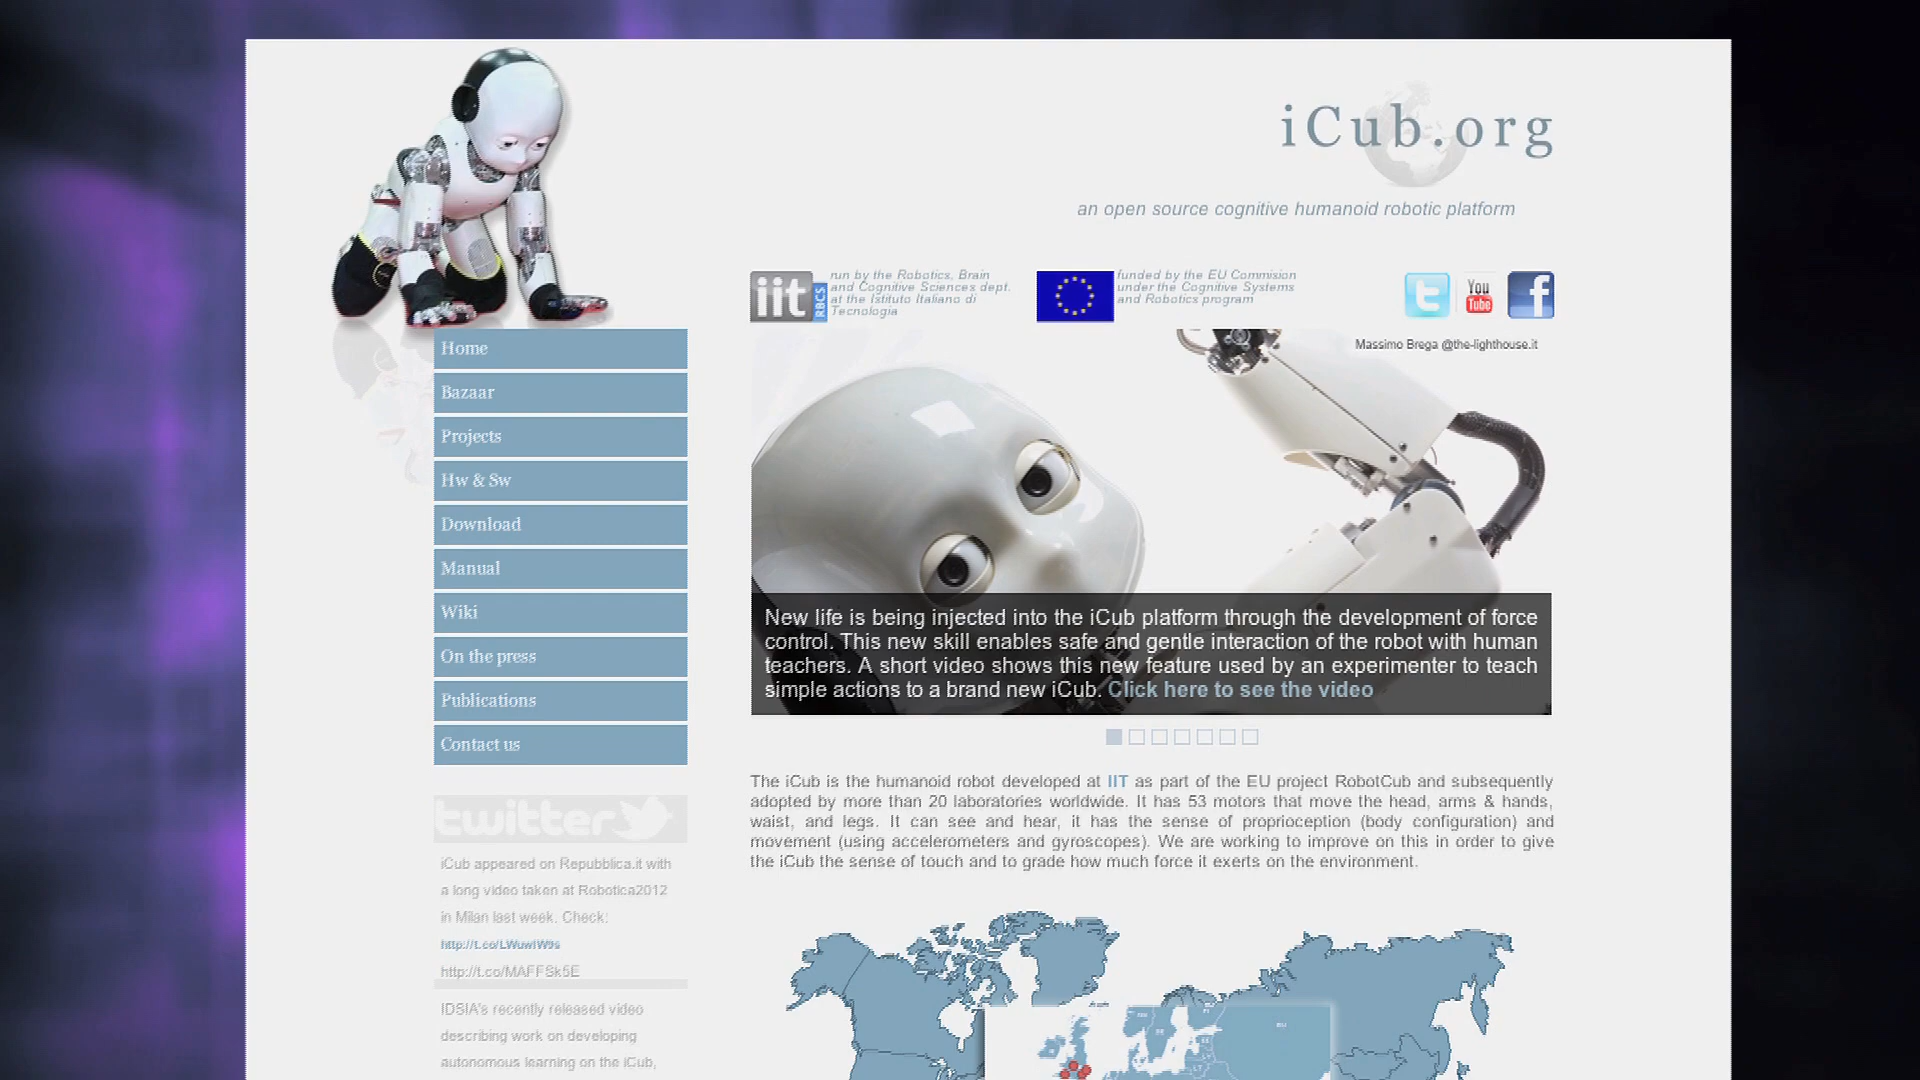 iCub.org
an open source cognitive humanoid robotic platform
iit
RBCS
run by the Robotics, Brain
and Cognitive Sciences dept.
at the Istituto Italiano di
Tecnologia
funded by the EU Commision
under the Cognitive Systems
and Robotics program
t
You
Tube
f
Massimo Brega @the-lighthouse.it
Home
Bazaar
Projects
Hw & Sw
Download
Manual
Wiki
On the press
Publications
Contact us
New life is being injected into the iCub platform through the development of force
control. This new skill enables safe and gentle interaction of the robot with human
teachers. A short video shows this new feature used by an experimenter to teach
simple actions to a brand new iCub. Click here to see the video
The iCub is the humanoid robot developed at IIT as part of the EU project RobotCub and subsequently
adopted by more than 20 laboratories worldwide. It has 53 motors that move the head, arms & hands,
waist, and legs. It can see and hear, it has the sense of proprioception (body configuration) and
movement (using accelerometers and gyroscopes). We are working to improve on this in order to give
the iCub the sense of touch and to grade how much force it exerts on the environment.
twitter
iCub appeared on Repubblica.it with
a long video taken at Robotica2012
in Milan last week. Check:
http://t.co/MAFFSk5E
IDSIA's recently released video
describing work on developing
autonomous learning on the iCub,